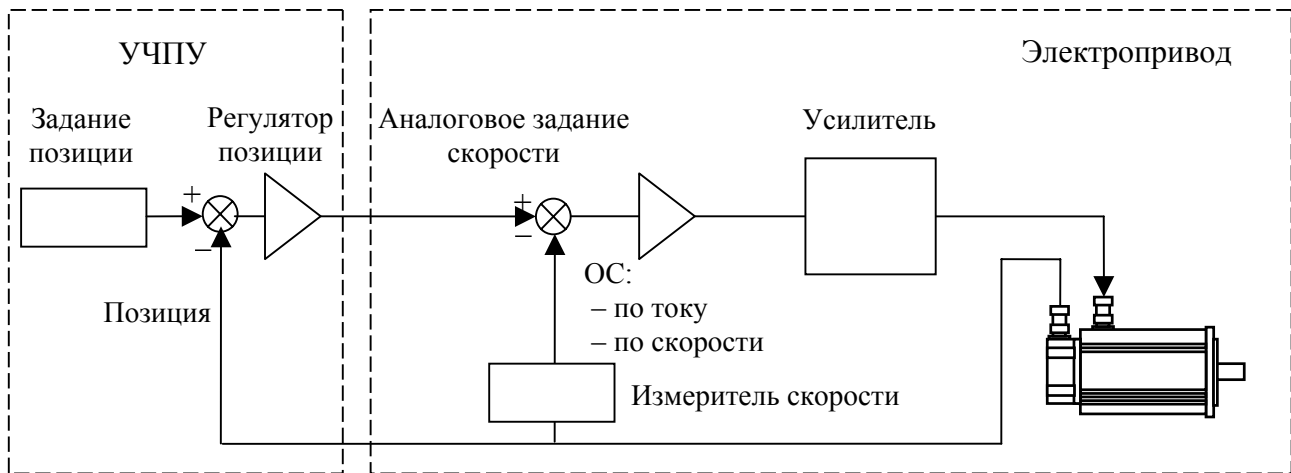 УЧПУ
Электропривод
Задание
позиции
Регулятор
позиции
Аналоговое задание
скорости
Усилитель
+
–
+
–
ОС:
– по току
– по скорости
Позиция
Измеритель скорости